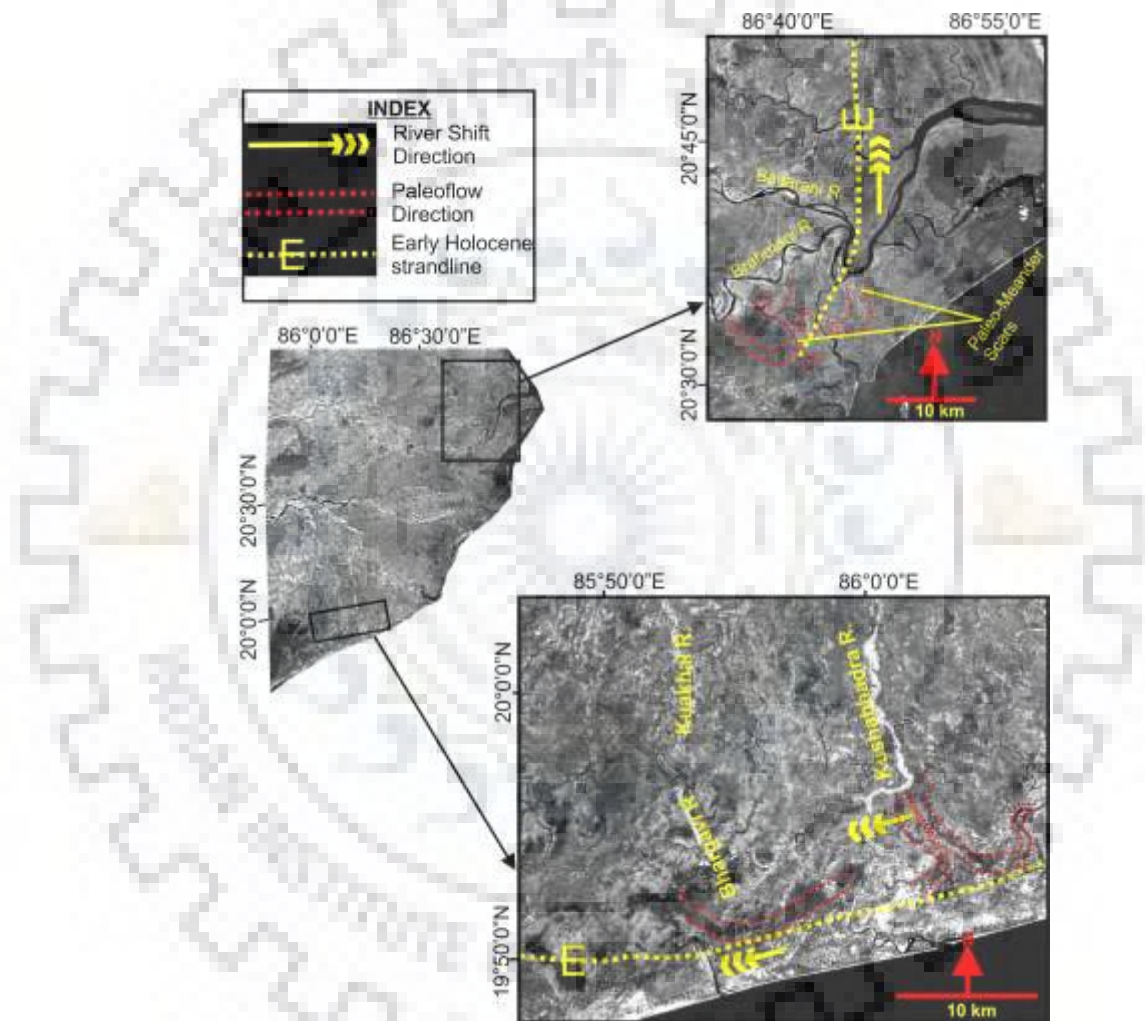 86°40'0"E 86°55'0"E
INDEX
River Shift
Direction
Paleoflow
Direction
E
Early Holocene
strandline
20°45'0"N
20°30'0"N
E
Baitarani R.
Brahmani R.
Paleo-Meander
Scars
10 km
86°0'0"E 86°30'0"E
20°30'0"N
20°0'0"N
85°50'0"E 86°0'0"E
20°0'0"N
19°50'0"N
Kuakhai R.
Kushabhadra R.
Bhargavi R.
E
10 km